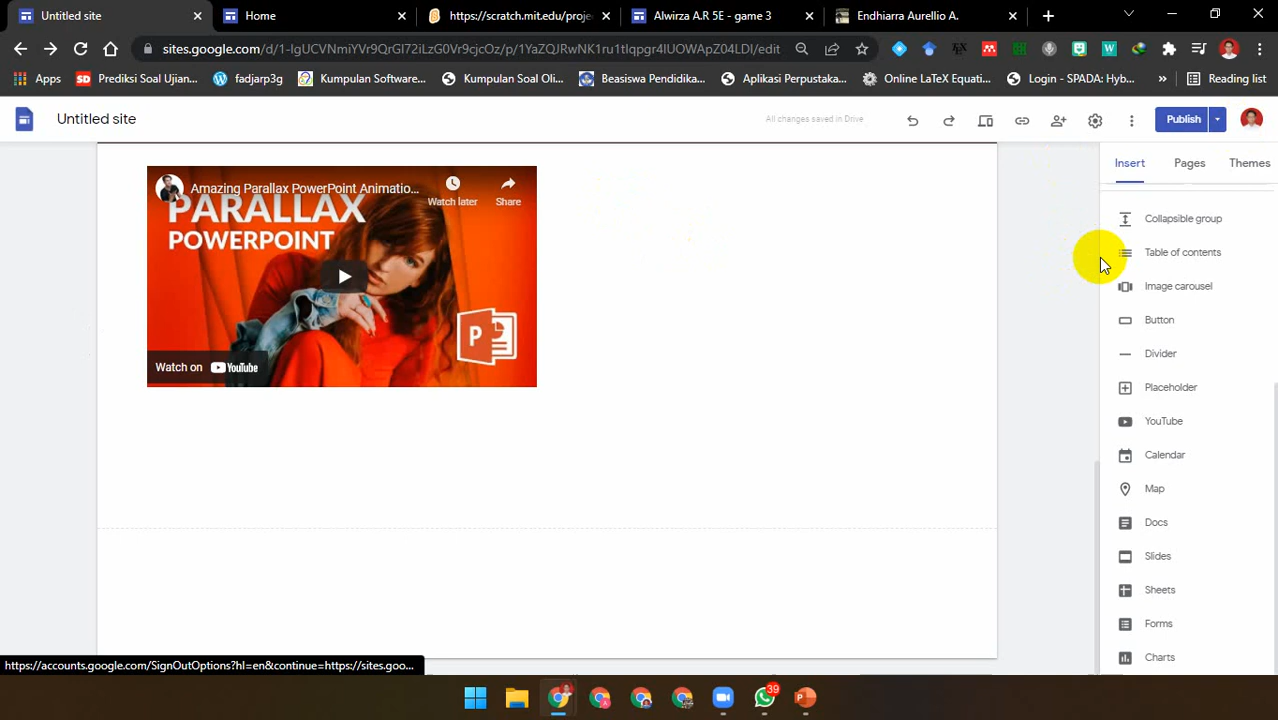 Untitled site
Home
https://scratch.mit.edu/proje
Alwirza A.R 5E - game 3
Endhiarra Aurellio A.
sites.google.com/d/1-IgUCVNmiYVr9QrGl72iLzG0Vr9cjcOz/p/1YaZQJRwNK1ru1tlqpgr4lUOWApZ04LDI/edit
Apps
Prediksi Soal Ujian...
fadjarp3g
Kumpulan Software...
Kumpulan Soal Oli...
Beasiswa Pendidika...
Aplikasi Perpustaka...
Online LaTeX Equati...
Login - SPADA: Hyb...
»
Reading list
Untitled site
All changes saved in Drive
Publish
Insert
Pages
Themes
Amazing Parallax PowerPoint Animatio...
Watch later
Share
PARALLAX
POWERPOINT
P
Watch on YouTube
Collapsible group
Table of contents
Image carousel
Button
Divider
Placeholder
YouTube
Calendar
Map
Docs
Slides
Sheets
Forms
Charts
https://accounts.google.com/SignOutOptions?hl=en&continue=https://sites.goo...
39